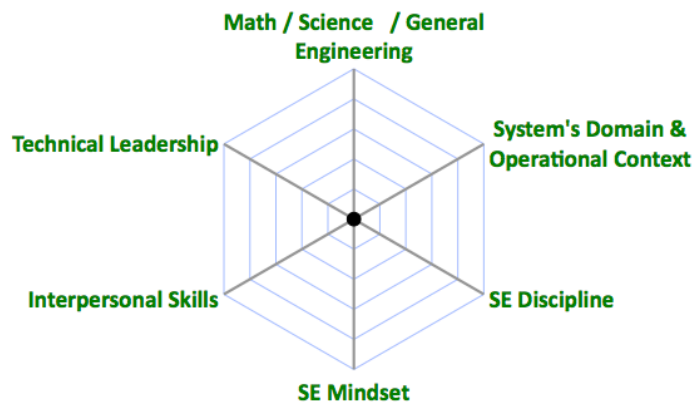 Math / Science / General
Engineering
System's Domain &
Operational Context
Technical Leadership
Interpersonal Skills
SE Discipline
SE Mindset